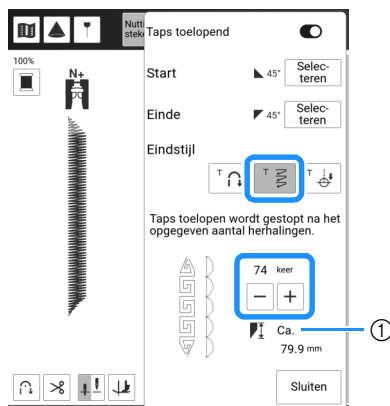 Nutti
stek
Taps toelopend
100%
N+
Start
45°
Selec-
teren
Einde
45°
Selec-
teren
Eindstijl
T
T
T
Taps toelopen wordt gestopt na het
opgegeven aantal herhalingen.
74 keer
− +
Ca.
79.9 mm
①
Sluiten